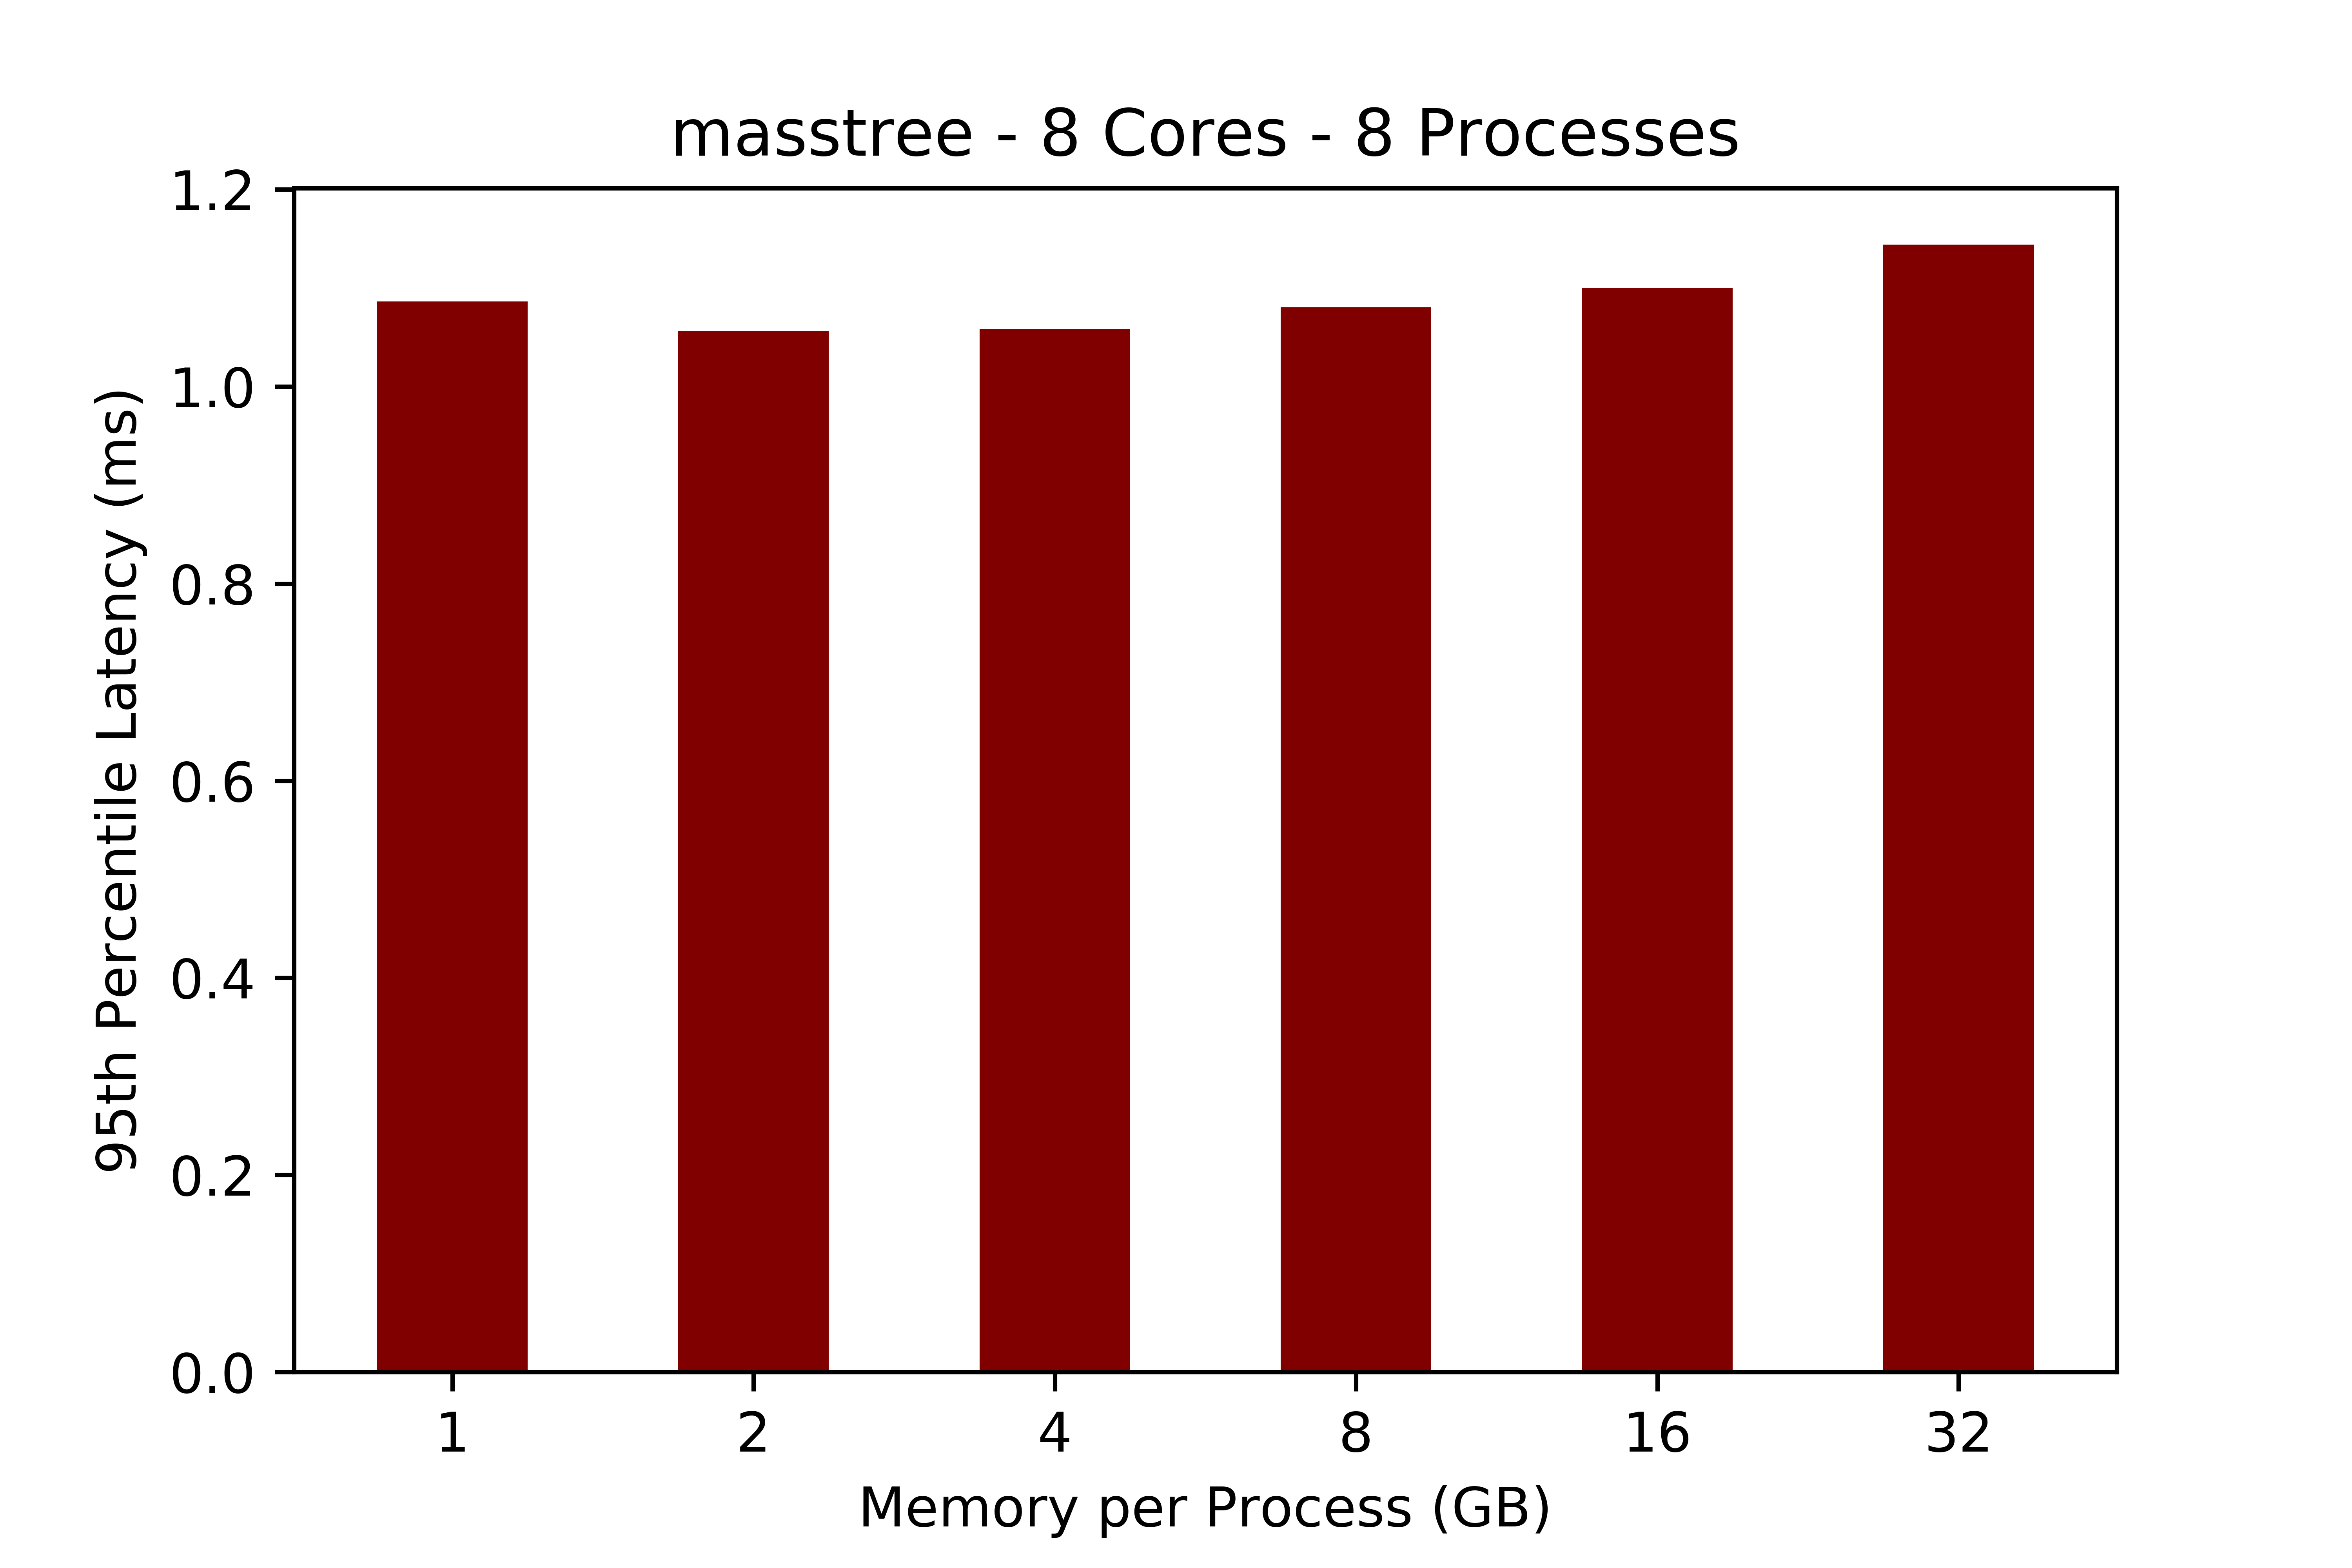 masstree - 8 Cores - 8 Processes
95th Percentile Latency (ms)
1.2
1.0
0.8
0.6
0.4
0.2
0.0
1 2 4 8 16 32
Memory per Process (GB)